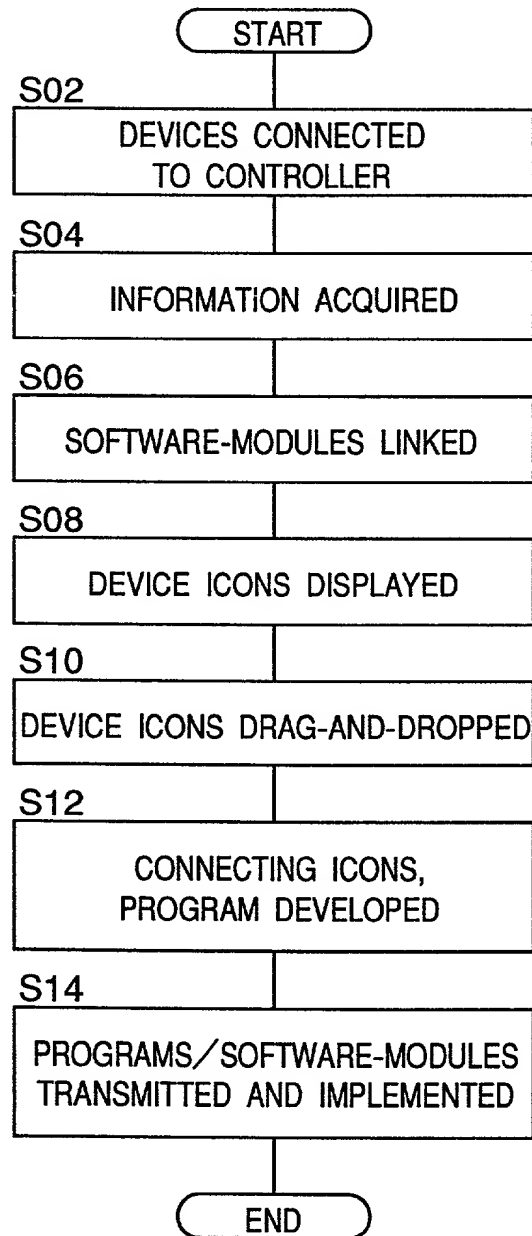 START
S02
DEVICES CONNECTED
TO CONTROLLER
S04
INFORMATION ACQUIRED
S06
SOFTWARE-MODULES LINKED
S08
DEVICE ICONS DISPLAYED
S10
DEVICE ICONS DRAG-AND-DROPPED
S12
CONNECTING ICONS,
PROGRAM DEVELOPED
S14
PROGRAMS/SOFTWARE-MODULES
TRANSMITTED AND IMPLEMENTED
END